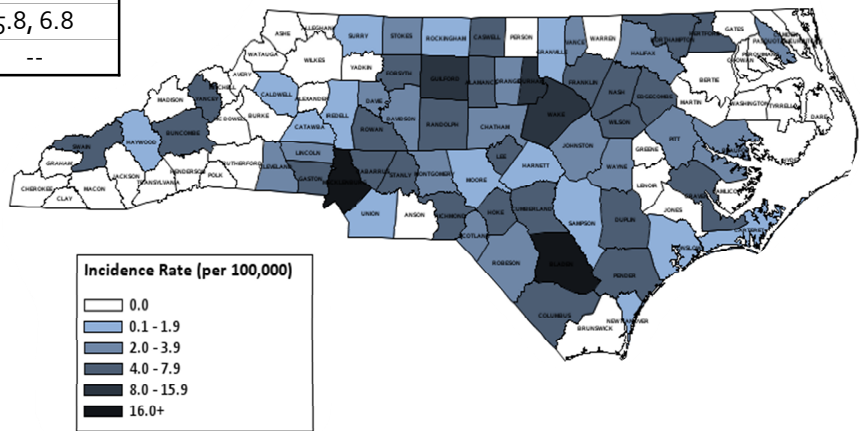 5.8, 6.8
--
ASHE
WATAUGA
WILKES
SURRY
STOKES
ROCKINGHAM
CASWELL
PERSON
GRANVILLE
VANCE
WARREN
HALIFAX
NORTHAMPTON
HERTFORD
GATES
YADKIN
FORSYTH
GUILFORD
ALAMANCE
ORANGE
FRANKLIN
NASH
EDGECOMBE
BERTIE
CHOWAN
MARTIN
WASHINGTON
TYRRELL
DARE
AVERY
MADISON
YANCEY
CALDWELL
ALEXANDER
IREDELL
DAVIE
DAVIDSON
RANDOLPH
CHATHAM
WAKE
WILSON
BURKE
CATAWBA
ROWAN
JOHNSTON
PITT
HYDE
SWAIN
HAYWOOD
BUNCOMBE
LINCOLN
LEE
HARNETT
WAYNE
GREENE
GRAHAM
CHEROKEE
CLAY
MACON
JACKSON
TRANSYLVANIA
HENDERSON
POLK
RUTHERFORD
CLEVELAND
GASTON
CABARRUS
STANLY
MONTGOMERY
MOORE
LENOIR
JONES
UNION
ANSON
RICHMOND
SCOTLAND
HOKE
CUMBERLAND
SAMPSON
DUPLIN
ONSLOW
CARTERET
ROBESON
BLADEN
PENDER
COLUMBUS
BRUNSWICK
NEW HANOVER
Incidence Rate (per 100,000)
0.0
0.1 - 1.9
2.0 - 3.9
4.0 - 7.9
8.0 - 15.9
16.0+